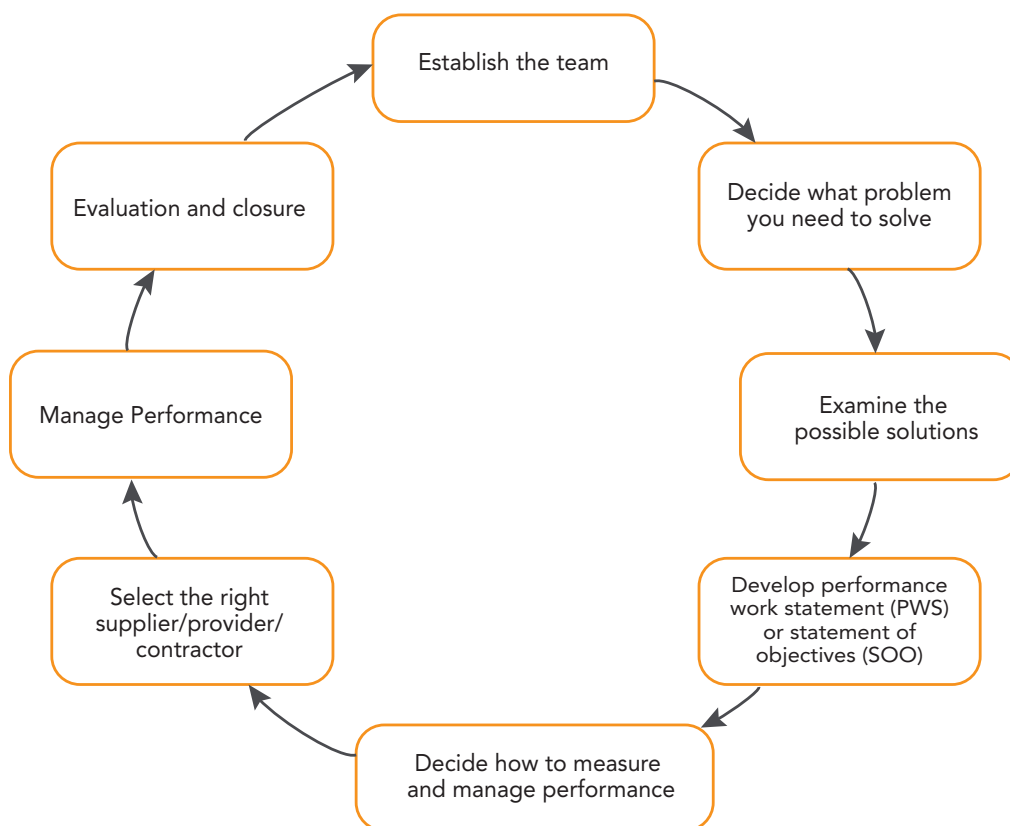 Establish the team
Decide what problem
you need to solve
Examine the
possible solutions
Develop performance
work statement (PWS)
or statement of
objectives (SOO)
Decide how to measure
and manage performance
Select the right
supplier/provider/
contractor
Manage Performance
Evaluation and closure